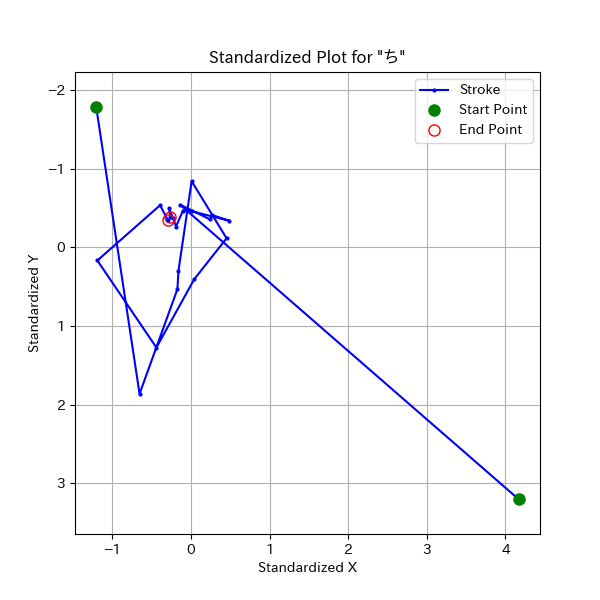 Standardized Plot for "ち"
Stroke
Start Point
End Point
−2
−1
0
1
2
3
Standardized Y
−1 0 1 2 3 4
Standardized X